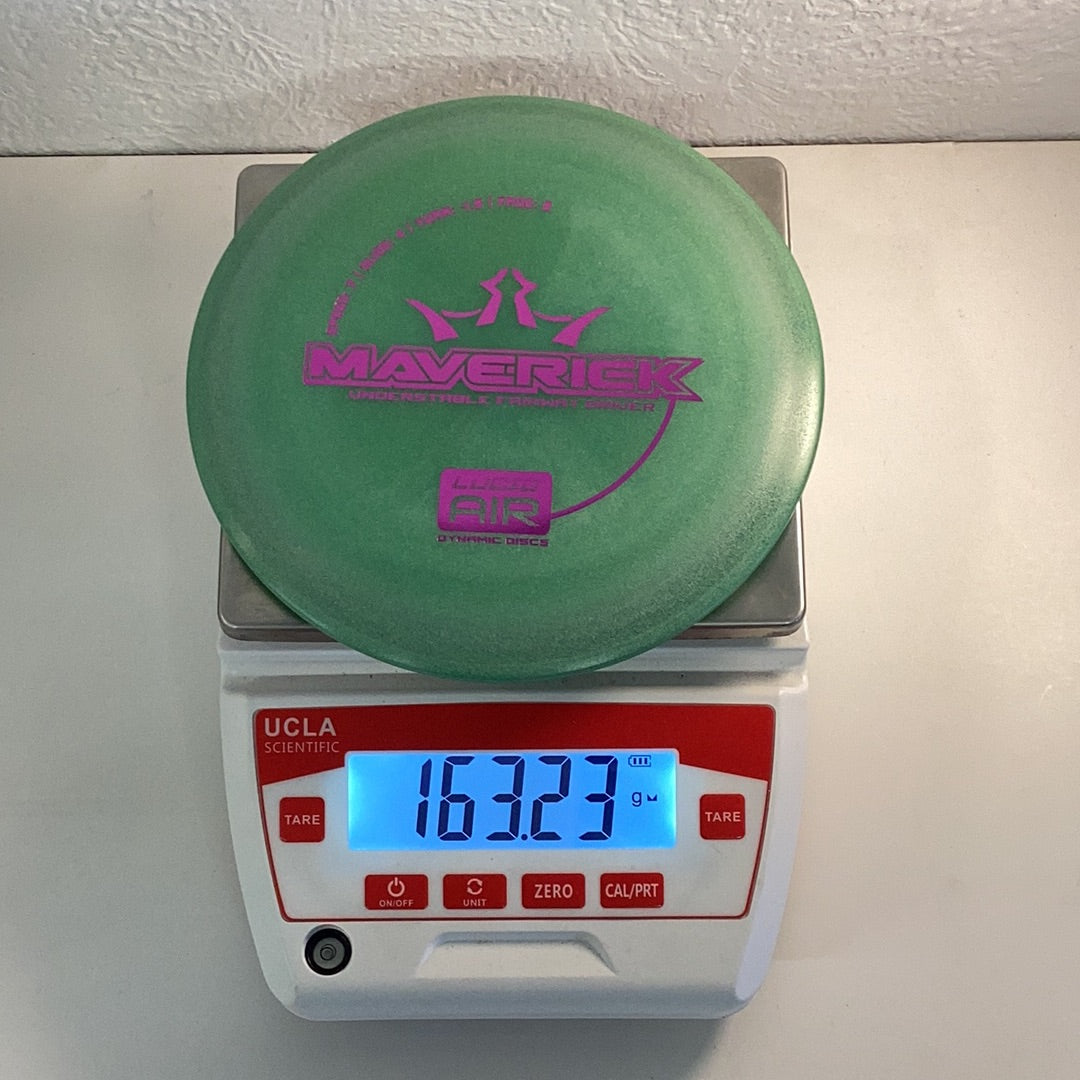 MAVERICK
UNDERSTABLE FAIRWAY DRIVER
LUCID
AIR
DYNAMIC DISCS
UCLA
SCIENTIFIC
163.23
g
TARE
TARE
ON/OFF
UNIT
ZERO
CAL/PRT